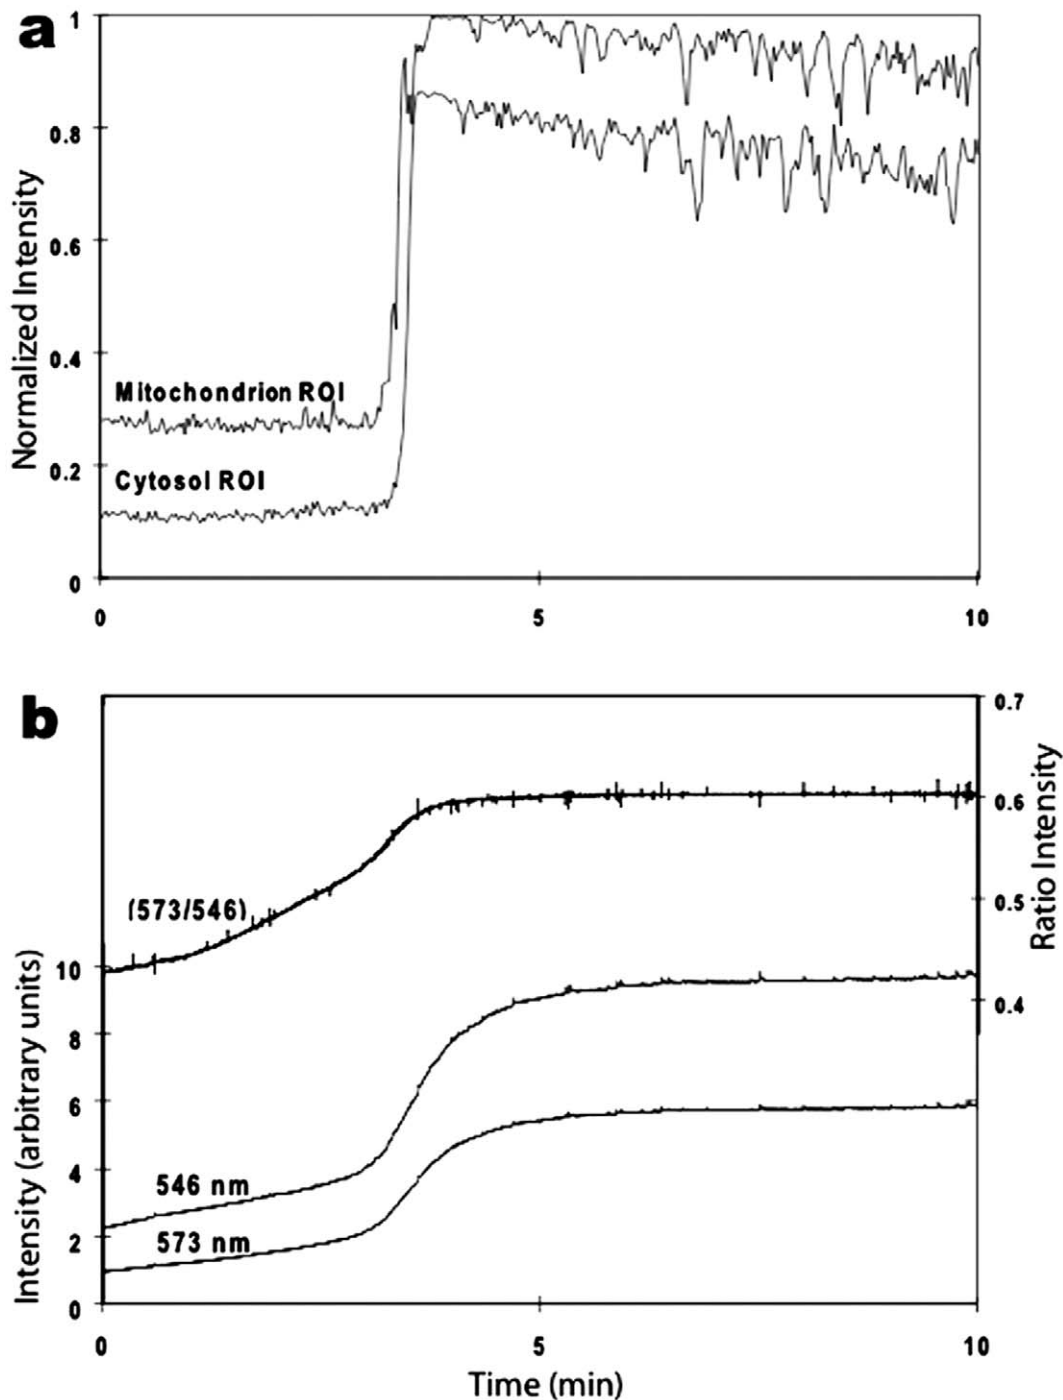 a
Normalized Intensity
1
0.8
0.6
0.4
0.2
0
Mitochondrion ROI
Cytosol ROI
0 5 10
b
Intensity (arbitrary units)
10
8
6
4
2
0
(573/546)
546 nm
573 nm
0.7
0.6
0.5
0.4
Ratio Intensity
0 5 10
Time (min)